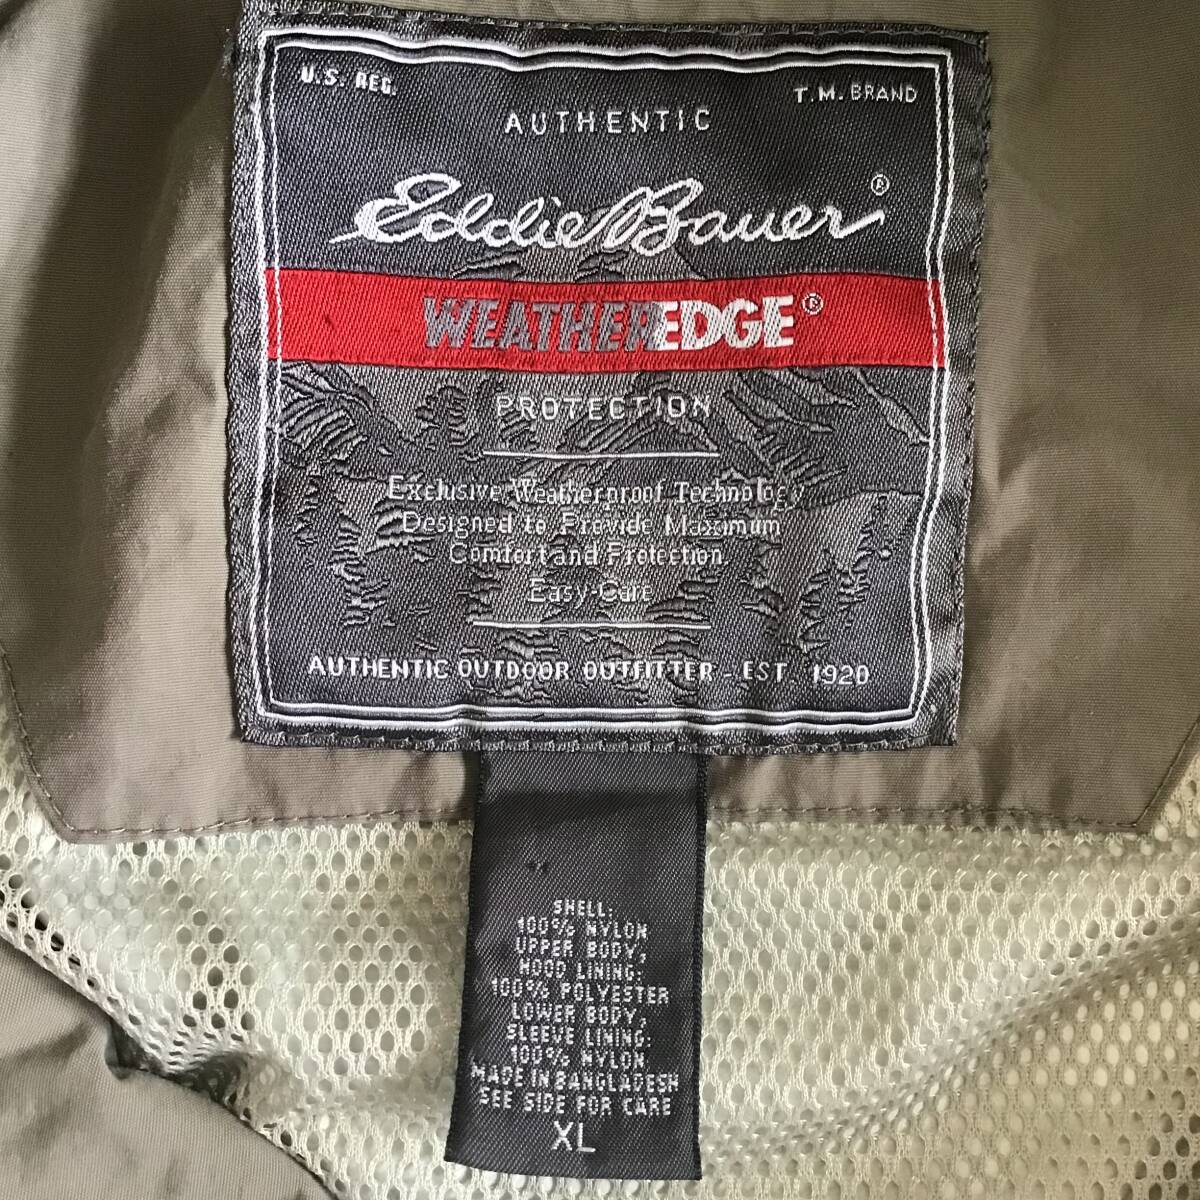 U.S. REG.
T.M. BRAND
AUTHENTIC
Eddie Bauer®
WEATHEREDGE®
PROTECTION
Exclusive Weatherproof Technology
Designed to Provide Maximum
Comfort and Protection.
Easy-Care
AUTHENTIC OUTDOOR OUTFITTER - EST. 1920
SHELL:
100% NYLON
UPPER BODY,
HOOD LINING:
100% POLYESTER
LOWER BODY,
SLEEVE LINING:
100% NYLON
MADE IN BANGLADESH
SEE SIDE FOR CARE
XL